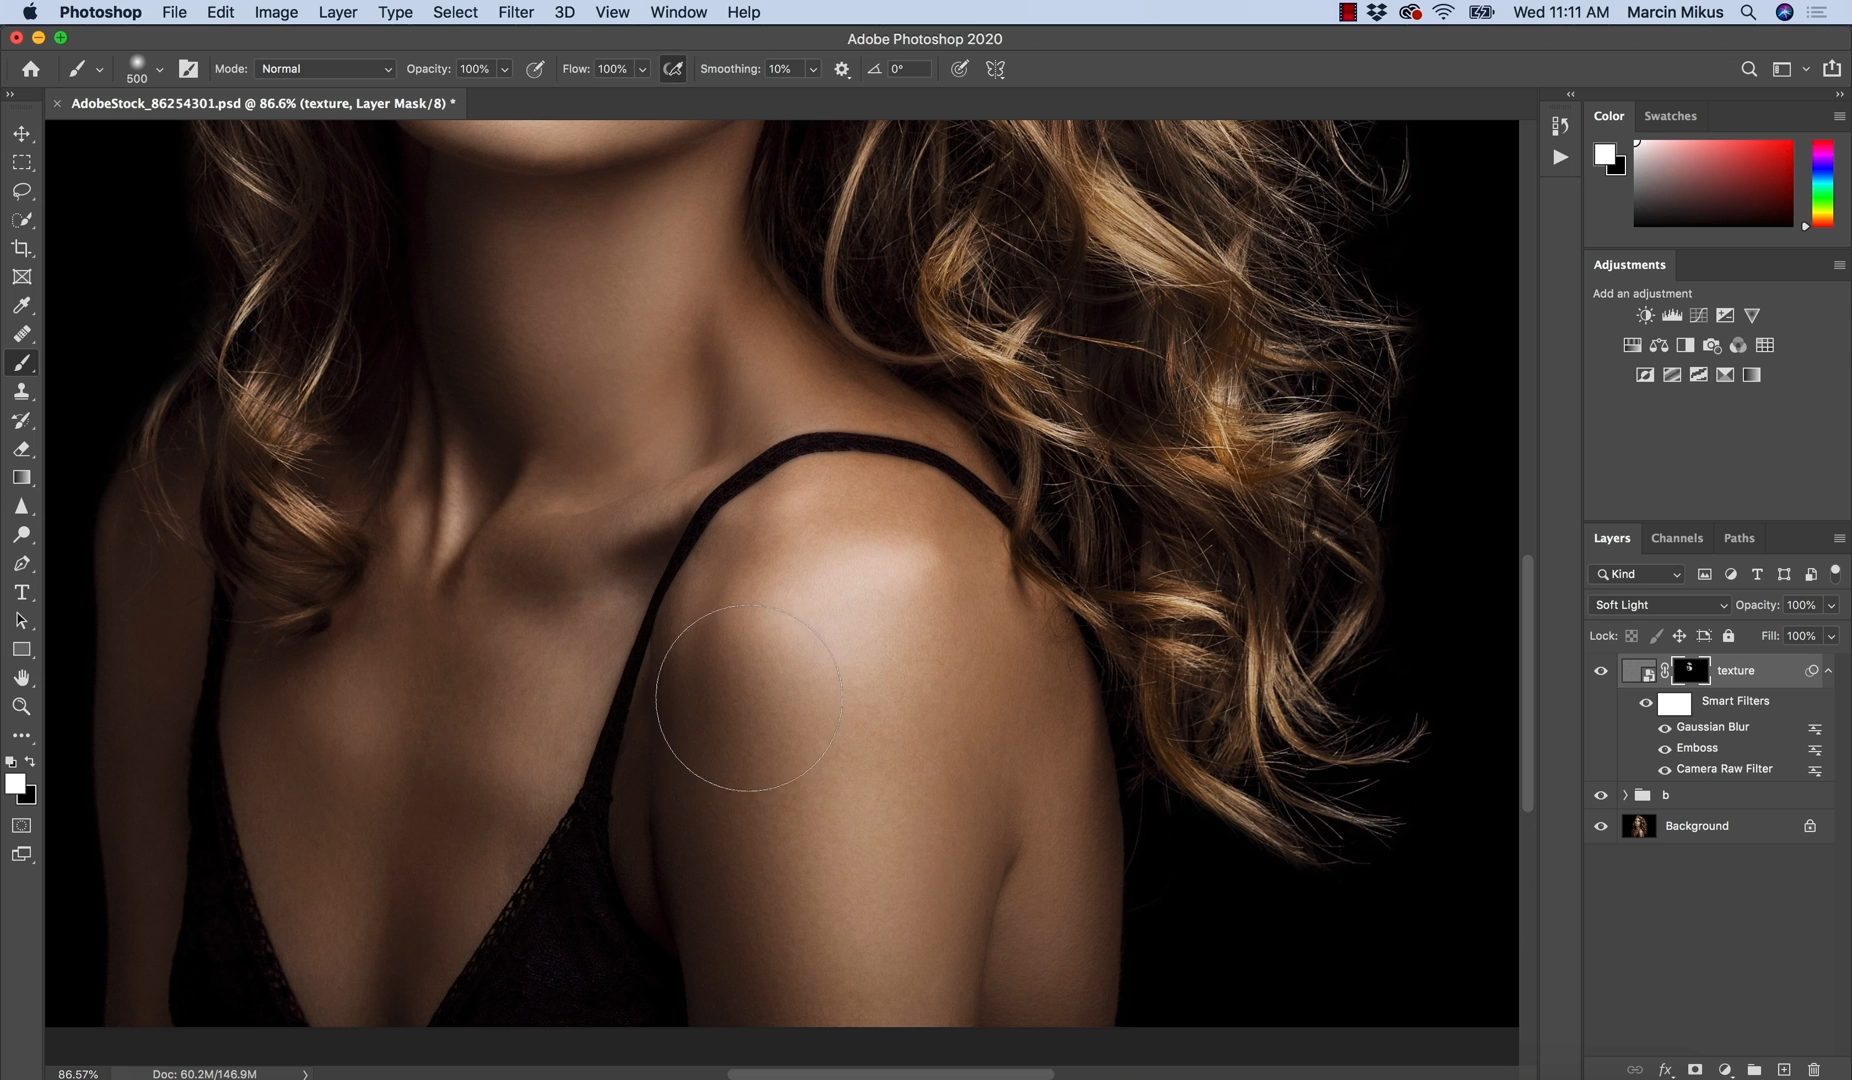 Photoshop File Edit Image Layer Type Select Filter 3D View Window Help Wed 11:11 AM Marcin Mikus
Adobe Photoshop 2020
500 Mode: Normal Opacity: 100% Flow: 100% Smoothing: 10% 0°
AdobeStock_86254301.psd @ 86.6% (texture, Layer Mask/8) *
Color Swatches
Adjustments
Add an adjustment
Layers Channels Paths
Kind T
Soft Light Opacity: 100%
Lock: Fill: 100%
texture
Smart Filters
Gaussian Blur
Emboss
Camera Raw Filter
b
Background
fx
86.57% Doc: 60.2M/146.9M